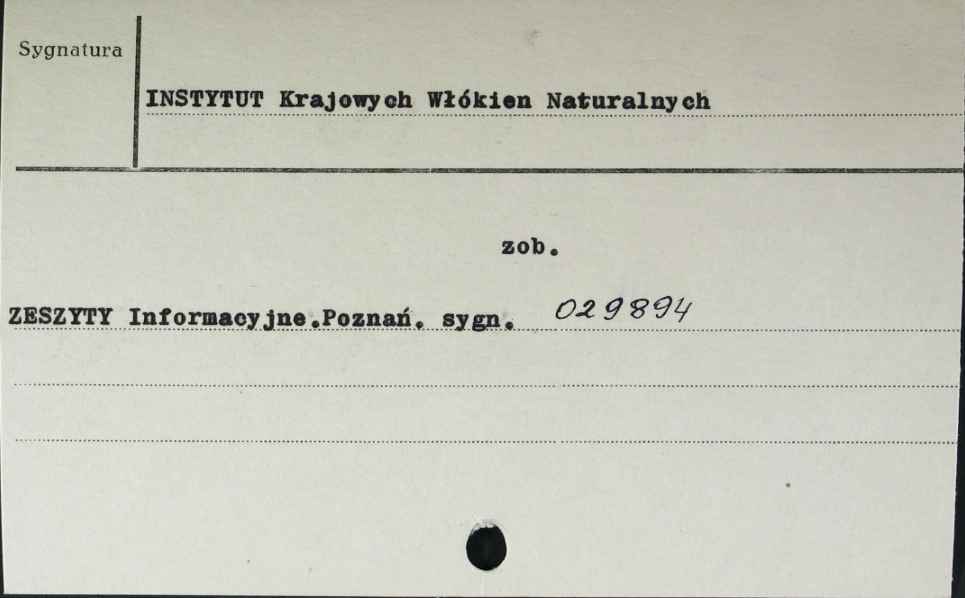 Sygnatura
INSTYTUT Krajowych Włókien Naturalnych
zob.
ZESZYTY Informacyjne.Poznań. sygn. 029894